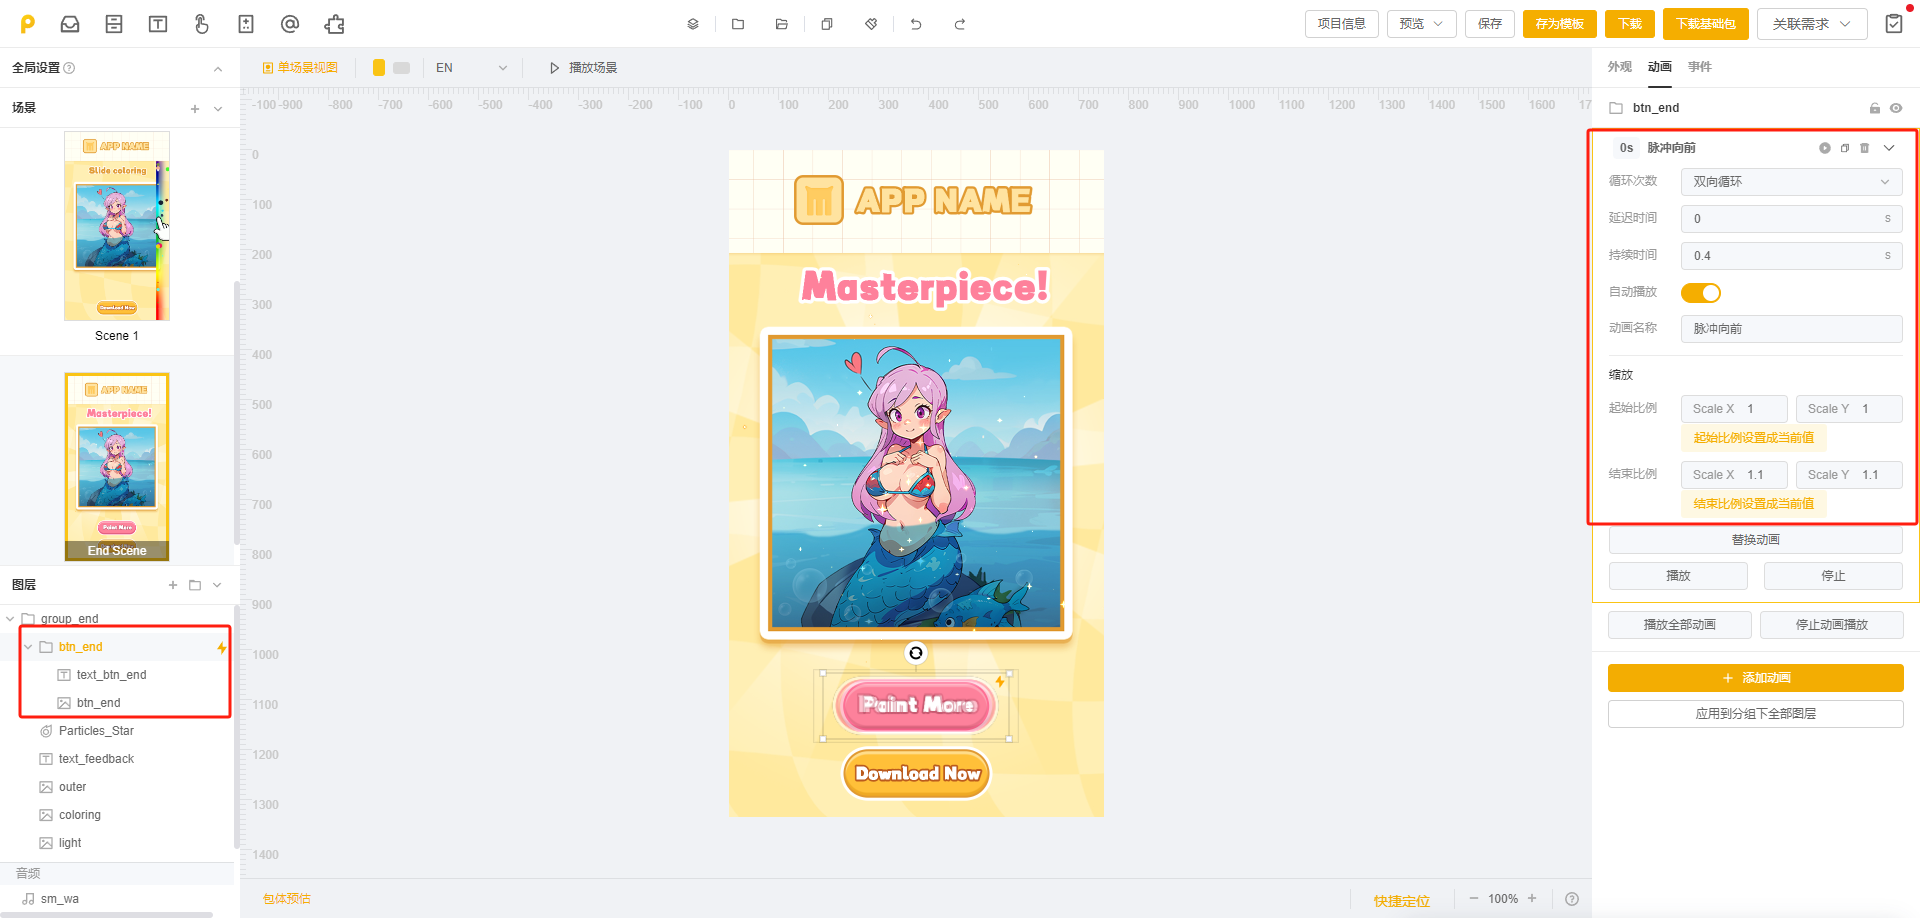 项目信息
预览
保存
存为模板
下载
下载基础包
关联需求
全局设置
单场景视图
EN
播放场景
外观
动画
事件
场景
btn_end
APP NAME
Slide coloring
Download Now
Scene 1
APP NAME
Masterpiece!
Paint More
End Scene
图层
group_end
btn_end
text_btn_end
btn_end
Particles_Star
text_feedback
outer
coloring
light
音频
sm_wa
-1000 -900 -800 -700 -600 -500 -400 -300 -200 -100 0 100 200 300 400 500 600 700 800 900 1000 1100 1200 1300 1400 1500 1600
0
100
200
300
400
500
600
700
800
900
1000
1100
1200
1300
1400
APP NAME
Masterpiece!
Paint More
Download Now
包体预估
快捷定位
100%
0s 脉冲向前
循环次数 双向循环
延迟时间 0 s
持续时间 0.4 s
自动播放
动画名称 脉冲向前
缩放
起始比例 Scale X 1 Scale Y 1
起始比例设置成当前值
结束比例 Scale X 1.1 Scale Y 1.1
结束比例设置成当前值
替换动画
播放 停止
播放全部动画 停止动画播放
添加动画
应用到分组下全部图层